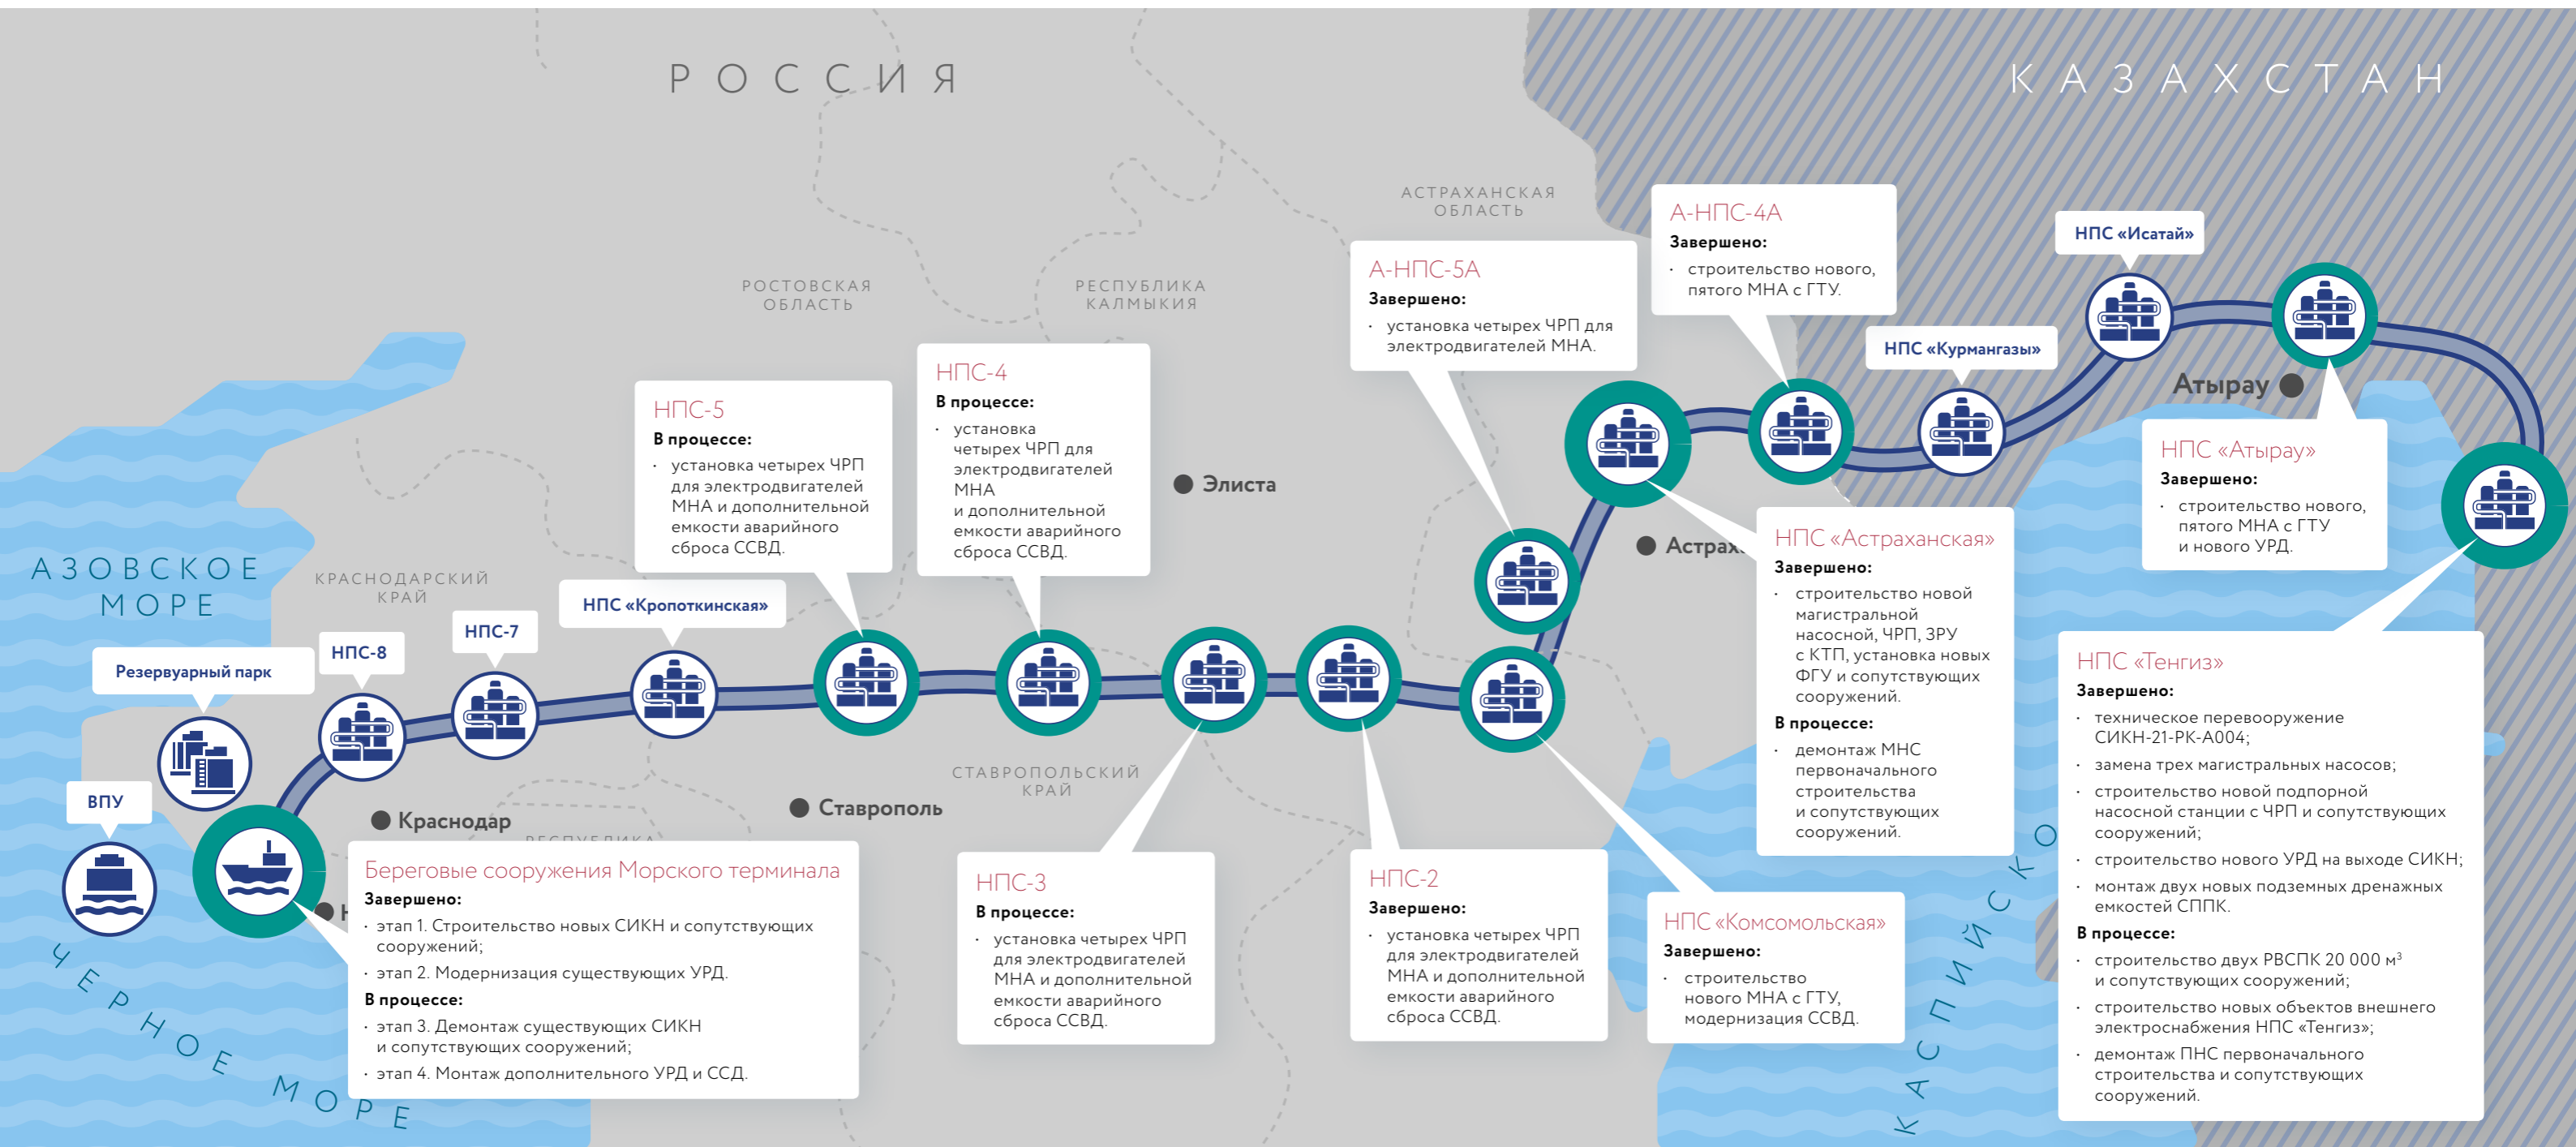 РОССИЯ
КАЗАХСТАН
АСТРАХАНСКАЯ
ОБЛАСТЬ
РОСТОВСКАЯ
ОБЛАСТЬ
РЕСПУБЛИКА
КАЛМЫКИЯ
А-НПС-4А
Завершено:
· строительство нового,
пятого МНА с ГТУ.
НПС «Исатай»
А-НПС-5А
Завершено:
· установка четырех ЧРП для
электродвигателей МНА.
НПС «Курмангазы»
Атырау
НПС-4
В процессе:
· установка
четырех ЧРП для
электродвигателей
МНА
и дополнительной
емкости аварийного
сброса ССВД.
НПС-5
В процессе:
· установка четырех ЧРП
для электродвигателей
МНА и дополнительной
емкости аварийного
сброса ССВД.
Элиста
НПС «Атырау»
Завершено:
· строительство нового,
пятого МНА с ГТУ
и нового УРД.
НПС «Астраханская»
Завершено:
· строительство новой
магистральной
насосной, ЧРП, ЗРУ
с КТП, установка новых
ФГУ и сопутствующих
сооружений.
В процессе:
· демонтаж МНС
первоначального
строительства
и сопутствующих
сооружений.
АЗОВСКОЕ
МОРЕ
КРАСНОДАРСКИЙ
КРАЙ
НПС «Кропоткинская»
НПС-7
НПС-8
Резервуарный парк
ВПУ
НПС «Тенгиз»
Завершено:
· техническое перевооружение
СИКН-21-РК-А004;
· замена трех магистральных насосов;
· строительство новой подпорной
насосной станции с ЧРП и сопутствующих
сооружений;
· строительство нового УРД на выходе СИКН;
· монтаж двух новых подземных дренажных
емкостей СППК.
В процессе:
· строительство двух РВСПК 20 000 м³
и сопутствующих сооружений;
· строительство новых объектов внешнего
электроснабжения НПС «Тенгиз»;
· демонтаж ПНС первоначального
строительства и сопутствующих
сооружений.
СТАВРОПОЛЬСКИЙ
КРАЙ
Ставрополь
Краснодар
РЕСПУБЛИКА
Береговые сооружения Морского терминала
Завершено:
· этап 1. Строительство новых СИКН и сопутствующих
сооружений;
· этап 2. Модернизация существующих УРД.
В процессе:
· этап 3. Демонтаж существующих СИКН
и сопутствующих сооружений;
· этап 4. Монтаж дополнительного УРД и ССД.
НПС-3
В процессе:
· установка четырех ЧРП
для электродвигателей
МНА и дополнительной
емкости аварийного
сброса ССВД.
НПС-2
Завершено:
· установка четырех ЧРП
для электродвигателей
МНА и дополнительной
емкости аварийного
сброса ССВД.
НПС «Комсомольская»
Завершено:
· строительство
нового МНА с ГТУ,
модернизация ССВД.
ЧЕРНОЕ МОРЕ
КАСПИЙСКО